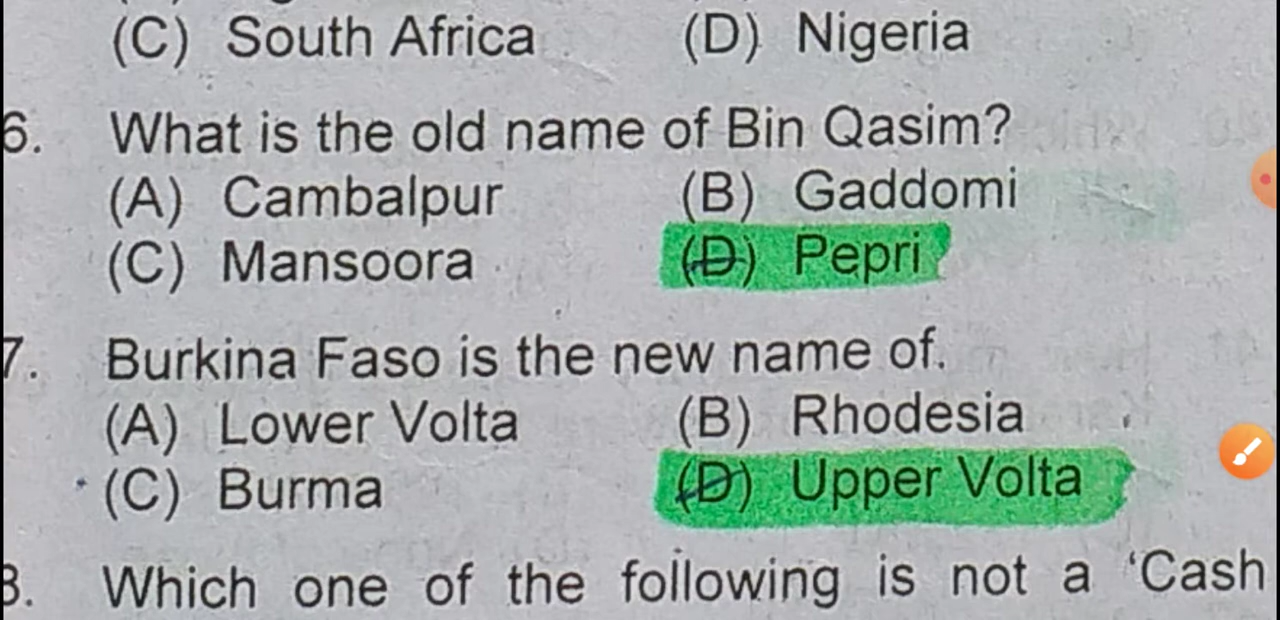 (C) South Africa (D) Nigeria
6. What is the old name of Bin Qasim?
(A) Cambalpur (B) Gaddomi
(C) Mansoora (D) Pepri
7. Burkina Faso is the new name of.
(A) Lower Volta (B) Rhodesia
(C) Burma (D) Upper Volta
8. Which one of the following is not a ‘Cash